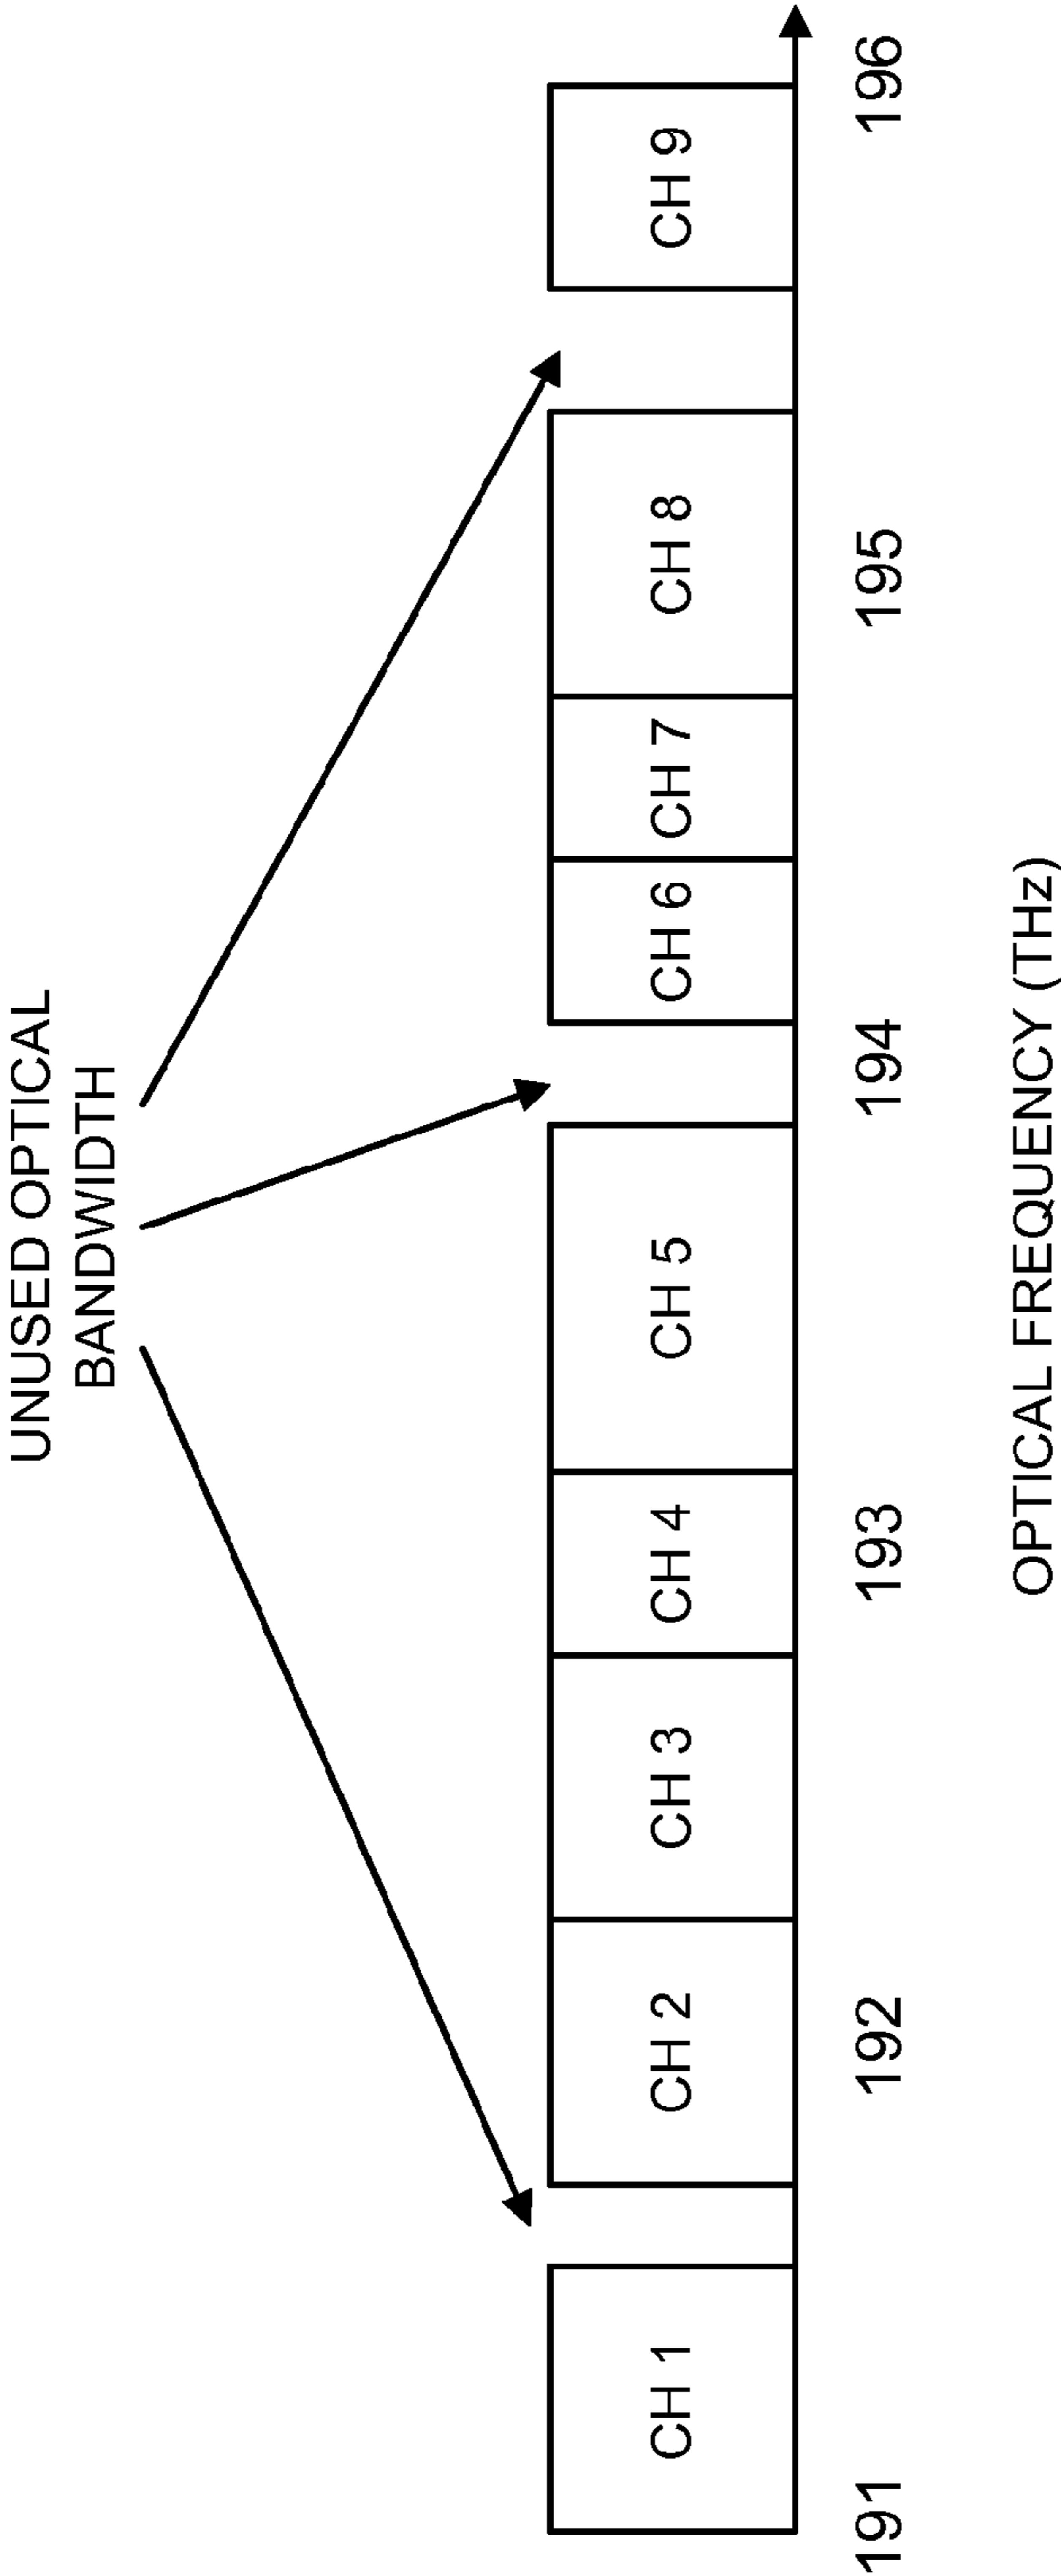 UNUSED OPTICAL
BANDWIDTH
CH 1
CH 2
CH 3
CH 4
CH 5
CH 6
CH 7
CH 8
CH 9
191
192
193
194
195
196
OPTICAL FREQUENCY (THz)